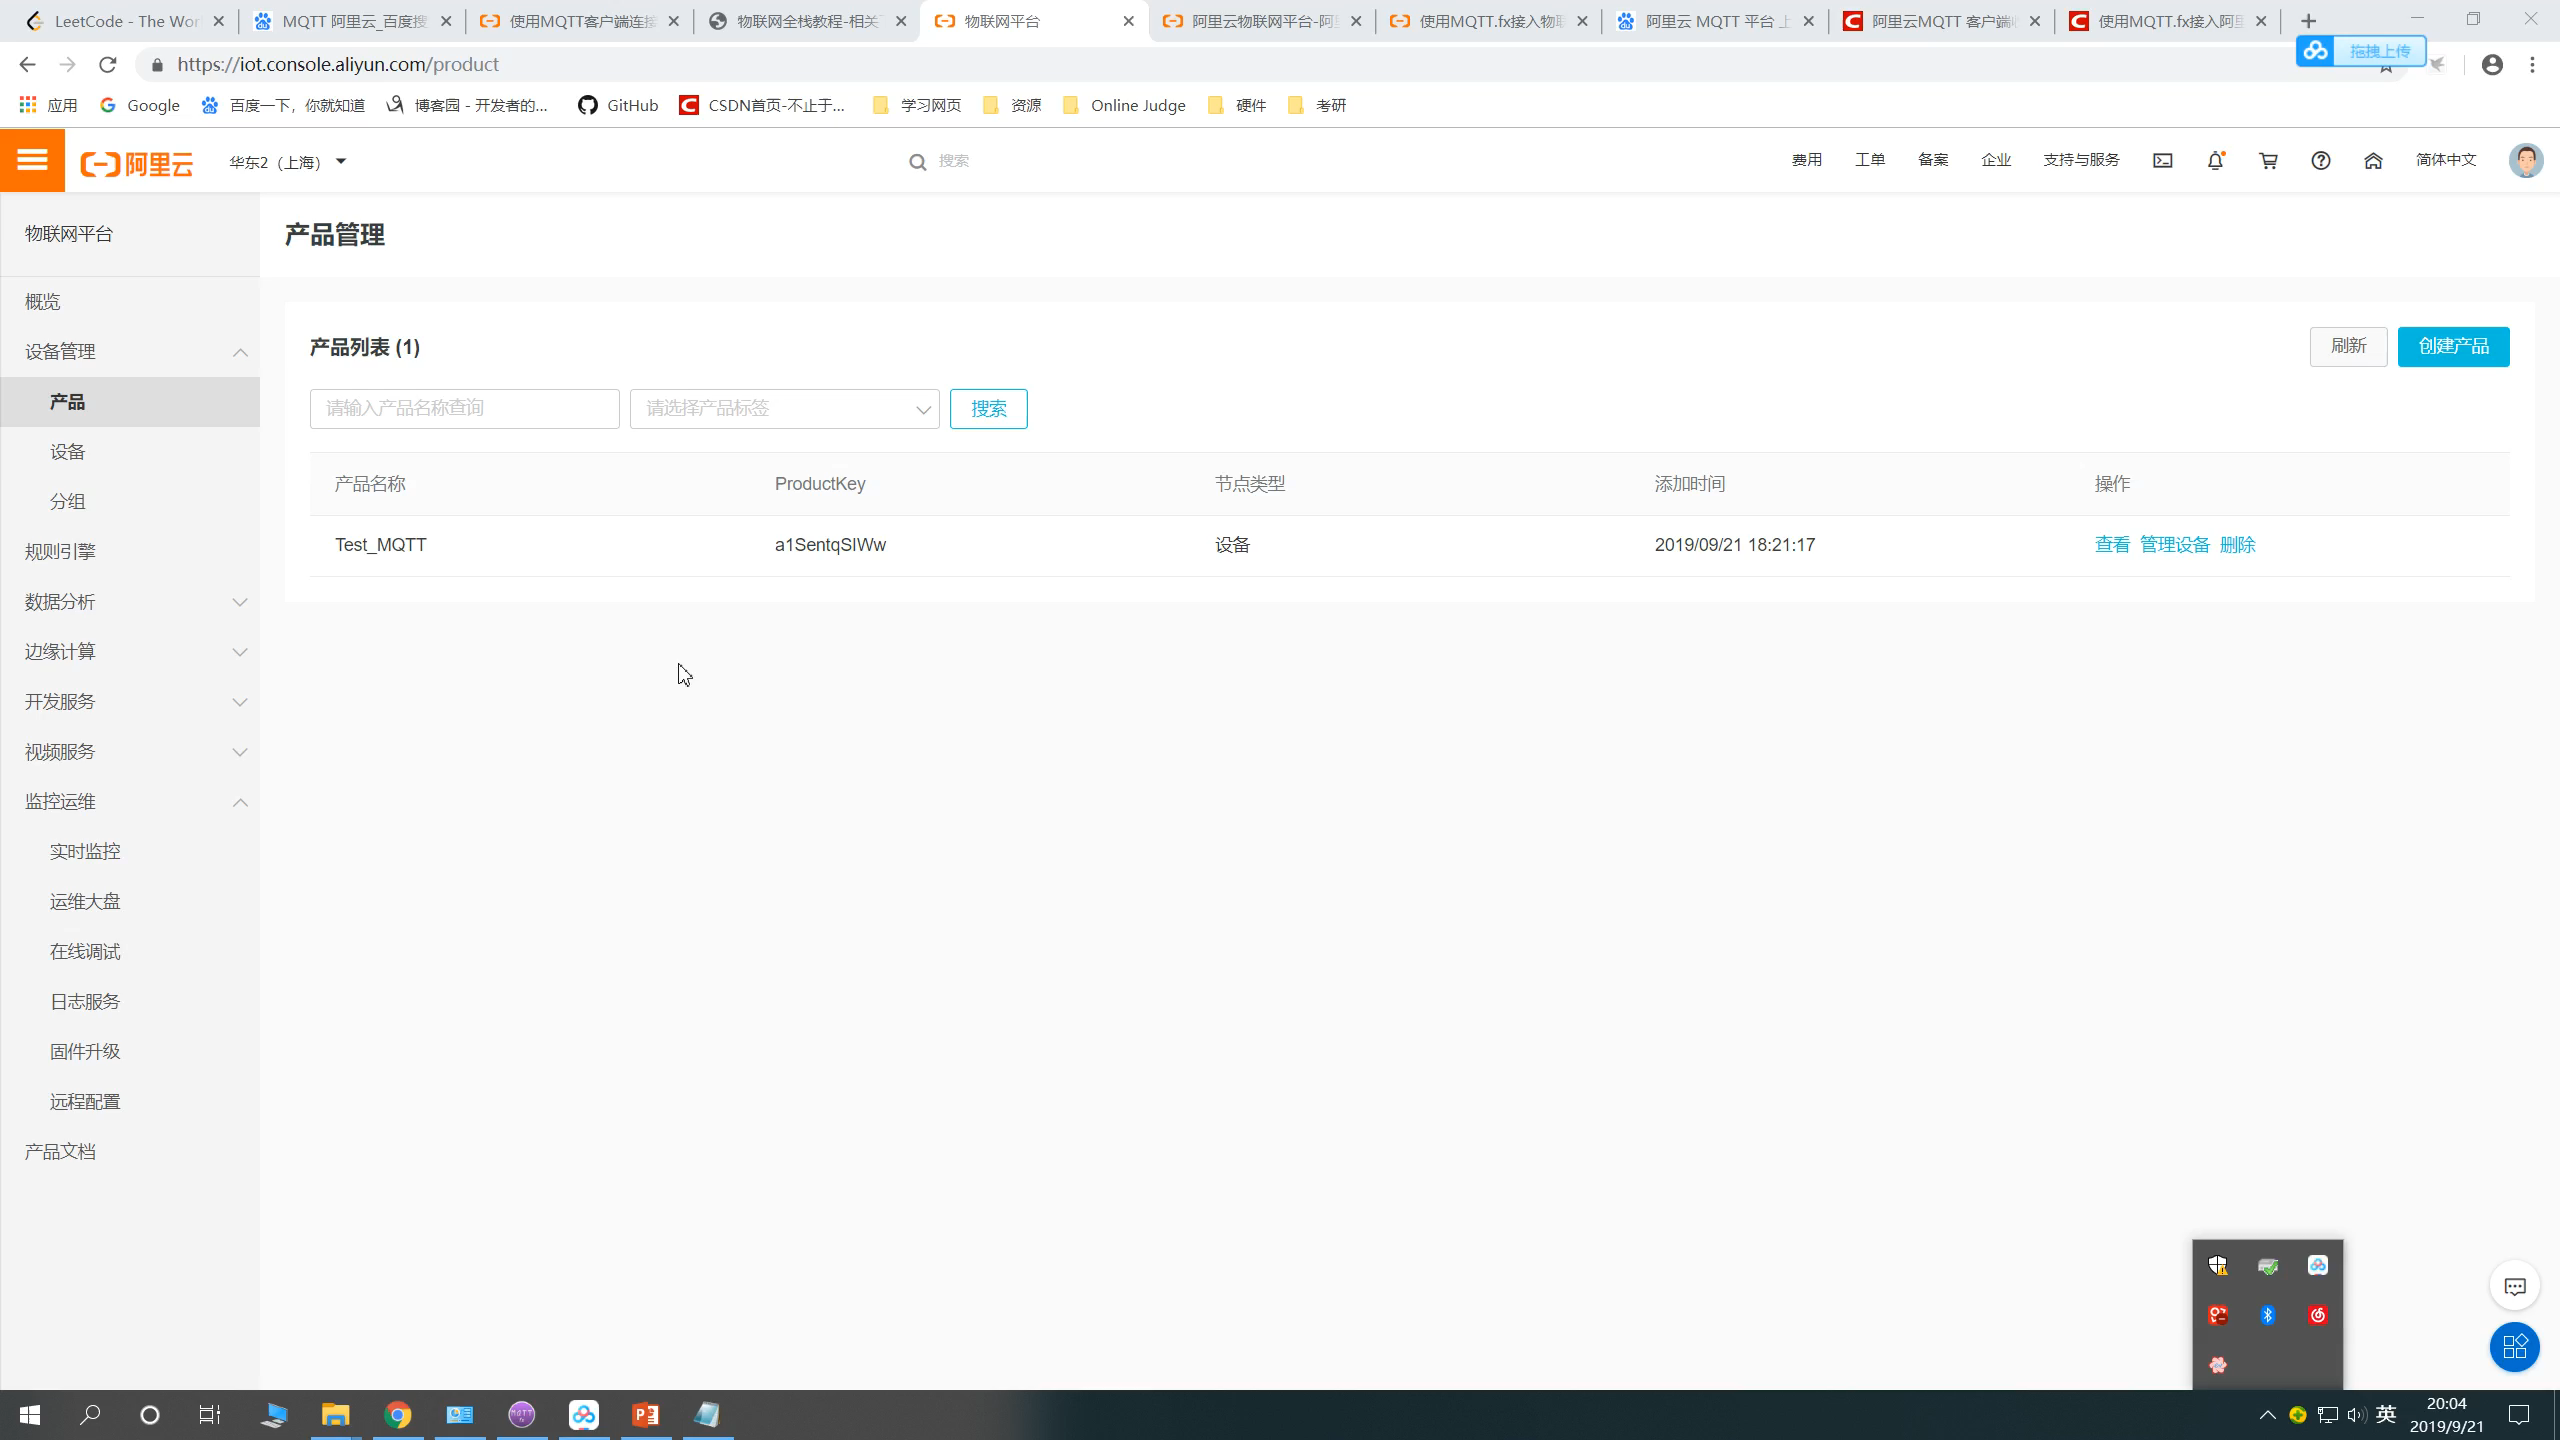 LeetCode - The Wor
MQTT 阿里云_百度搜
使用MQTT客户端连接
物联网全栈教程-相关
物联网平台
阿里云物联网平台-阿
使用MQTT.fx接入物联
阿里云 MQTT 平台 上
阿里云MQTT 客户端
使用MQTT.fx接入阿里
https://iot.console.aliyun.com/product
拖拽上传
应用
Google
百度一下，你就知道
博客园 - 开发者的...
GitHub
CSDN首页-不止于...
学习网页
资源
Online Judge
硬件
考研
阿里云
华东2（上海）
搜索
费用
工单
备案
企业
支持与服务
简体中文
物联网平台
产品管理
概览
设备管理
产品
设备
分组
规则引擎
数据分析
边缘计算
开发服务
视频服务
监控运维
实时监控
运维大盘
在线调试
日志服务
固件升级
远程配置
产品文档
产品列表 (1)
刷新
创建产品
请输入产品名称查询
请选择产品标签
搜索
产品名称 ProductKey 节点类型 添加时间 操作
Test_MQTT a1SentqSIWw 设备 2019/09/21 18:21:17 查看 管理设备 删除
英
20:04
2019/9/21